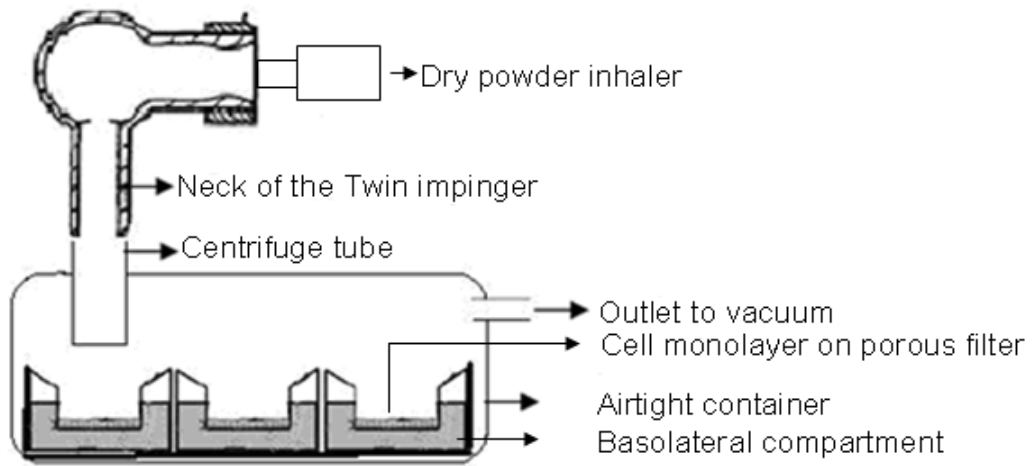 Dry powder inhaler
Neck of the Twin impinger
Centrifuge tube
Outlet to vacuum
Cell monolayer on porous filter
Airtight container
Basolateral compartment